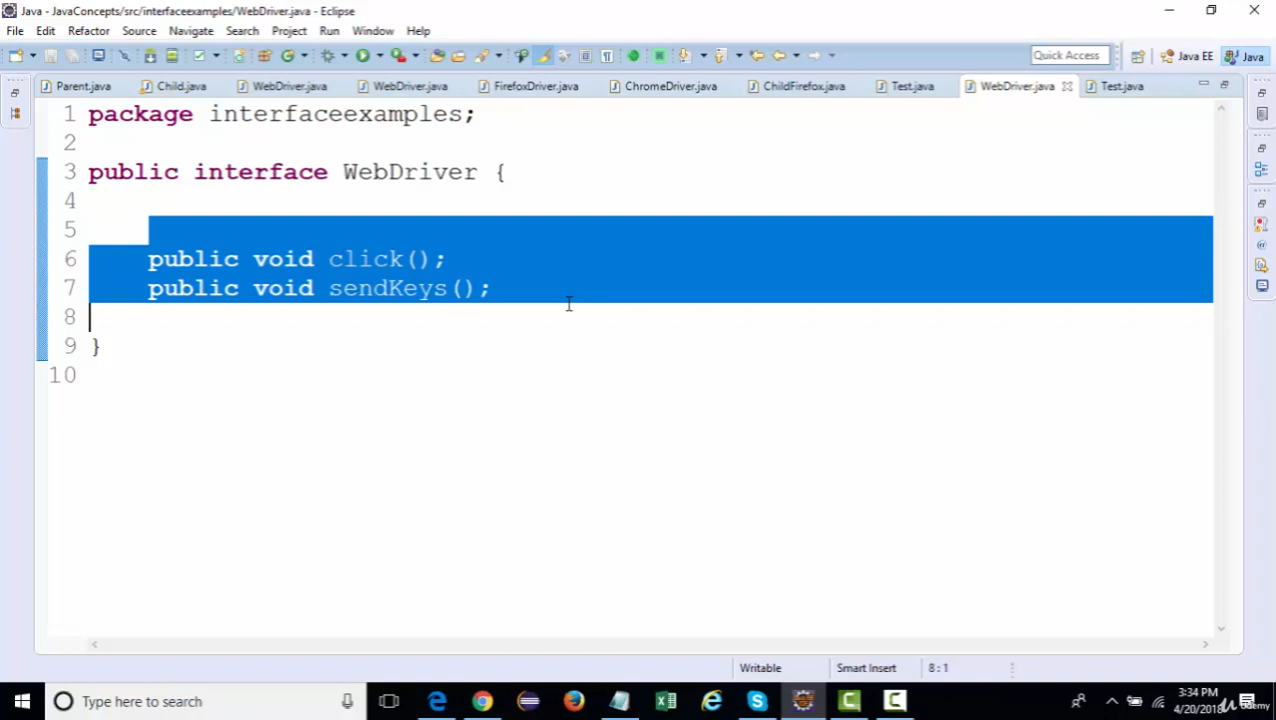 Java - JavaConcepts/src/interfaceexamples/WebDriver.java - Eclipse
File Edit Refactor Source Navigate Search Project Run Window Help
Quick Access Java EE Java
Parent.java Child.java WebDriver.java WebDriver.java FirefoxDriver.java ChromeDriver.java ChildFirefox.java Test.java WebDriver.java Test.java
1 package interfaceexamples;
2
3 public interface WebDriver {
4
5
6 public void click();
7 public void sendKeys();
8
9 }
10
Writable Smart Insert 8 : 1
Type here to search
3:34 PM
4/20/2018
Udemy